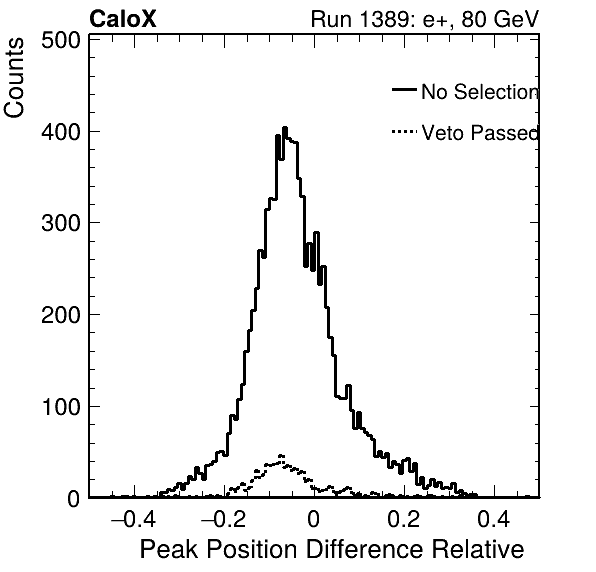 CaloX Run 1389: e+, 80 GeV
Counts
500
400
300
200
100
0
No Selection
Veto Passed
−0.4 −0.2 0 0.2 0.4
Peak Position Difference Relative